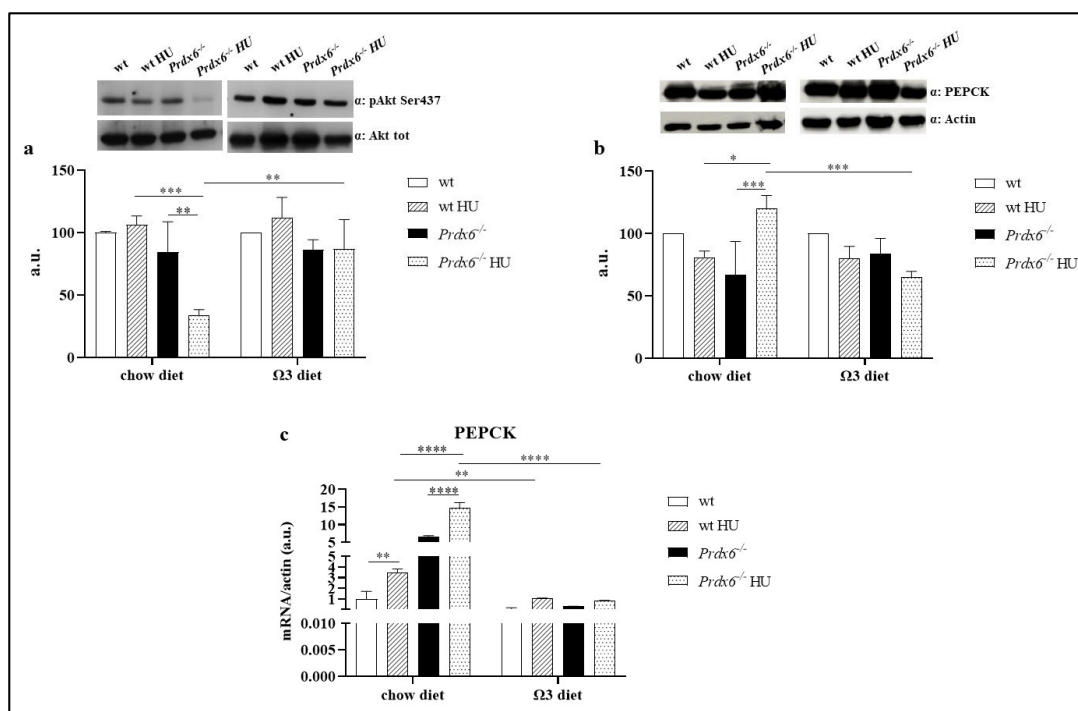 wt wt HU Prdx6-/- Prdx6-/- HU wt wt HU Prdx6-/- Prdx6-/- HU
α: pAkt Ser437
α: Akt tot
a
150
100
50
0
a.u.
***
**
**
chow diet Ω3 diet
wt
wt HU
Prdx6-/-
Prdx6-/- HU
wt wt HU Prdx6-/- Prdx6-/- HU wt wt HU Prdx6-/- Prdx6-/- HU
α: PEPCK
α: Actin
b
150
100
50
0
a.u.
*
***
***
chow diet Ω3 diet
wt
wt HU
Prdx6-/-
Prdx6-/- HU
c
PEPCK
****
****
**
****
**
20
15
10
5
5
4
3
2
1
0.010
0.005
0.000
mRNA/actin (a.u.)
chow diet Ω3 diet
wt
wt HU
Prdx6-/-
Prdx6-/- HU